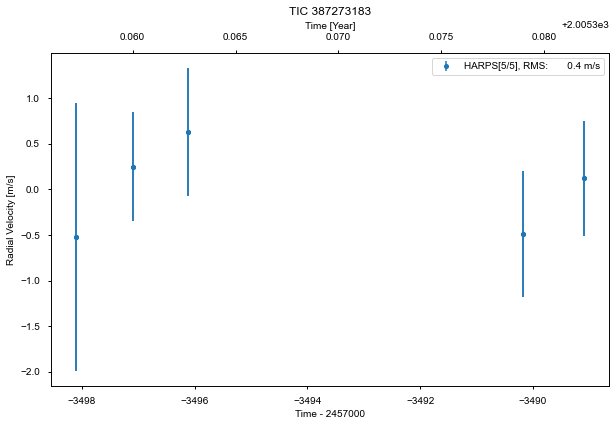 TIC 387273183
Time [Year]
+2.0053e3
0.060 0.065 0.070 0.075 0.080
HARPS[5/5], RMS: 0.4 m/s
Radial Velocity [m/s]
1.0
0.5
0.0
−0.5
−1.0
−1.5
−2.0
−3498 −3496 −3494 −3492 −3490
Time - 2457000